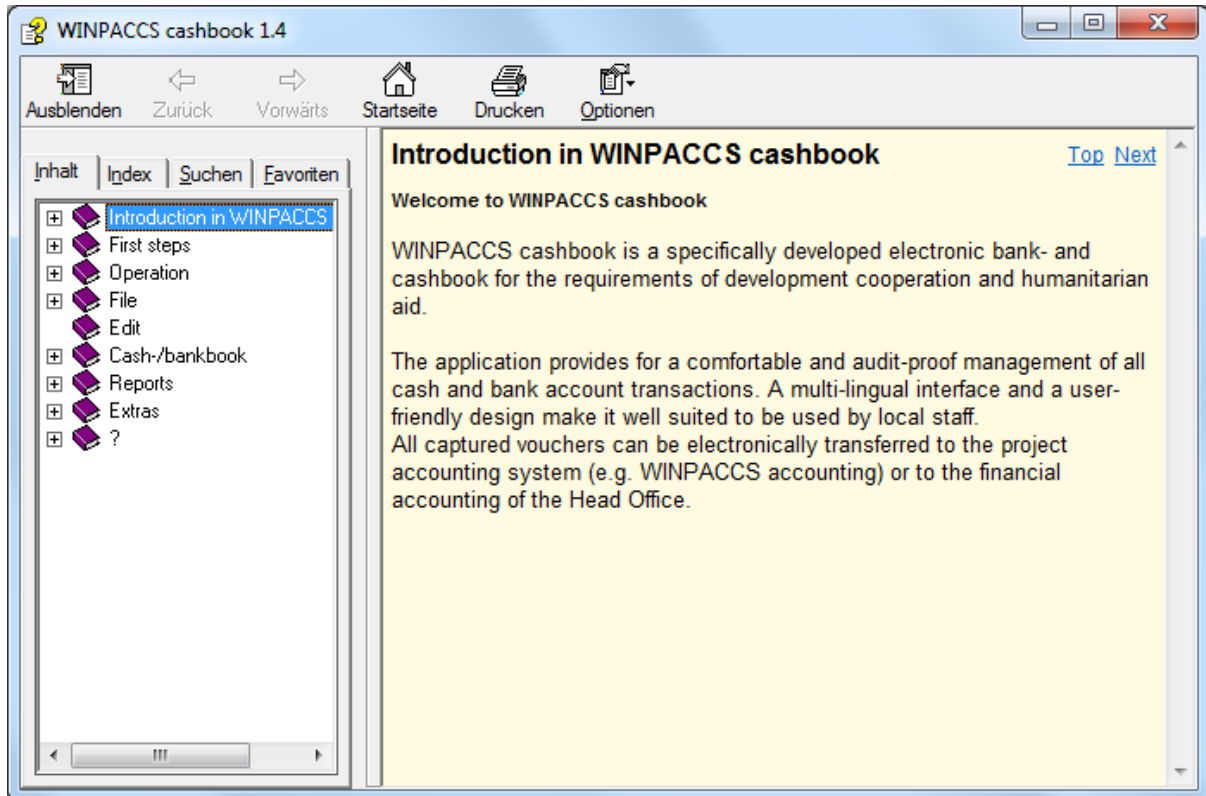 WINPACCS cashbook 1.4
Ausblenden Zurück Vorwärts Startseite Drucken Optionen
Inhalt Index Suchen Favoriten
Introduction in WINPACCS
First steps
Operation
File
Edit
Cash-/bankbook
Reports
Extras
?
Introduction in WINPACCS cashbook Top Next
Welcome to WINPACCS cashbook
WINPACCS cashbook is a specifically developed electronic bank- and
cashbook for the requirements of development cooperation and humanitarian
aid.
The application provides for a comfortable and audit-proof management of all
cash and bank account transactions. A multi-lingual interface and a user-
friendly design make it well suited to be used by local staff.
All captured vouchers can be electronically transferred to the project
accounting system (e.g. WINPACCS accounting) or to the financial
accounting of the Head Office.